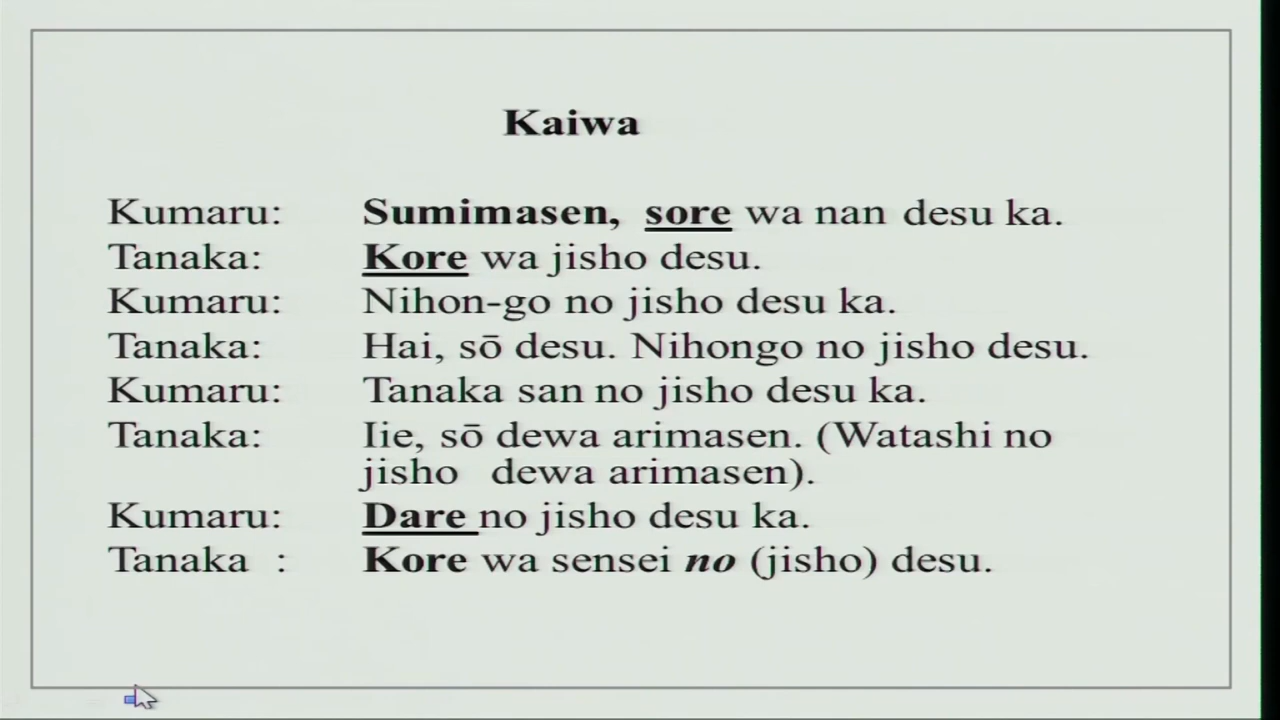 Kaiwa
Kumaru: Sumimasen, sore wa nan desu ka.
Tanaka: Kore wa jisho desu.
Kumaru: Nihon-go no jisho desu ka.
Tanaka: Hai, sō desu. Nihongo no jisho desu.
Kumaru: Tanaka san no jisho desu ka.
Tanaka: Iie, sō dewa arimasen. (Watashi no
jisho dewa arimasen).
Kumaru: Dare no jisho desu ka.
Tanaka : Kore wa sensei no (jisho) desu.